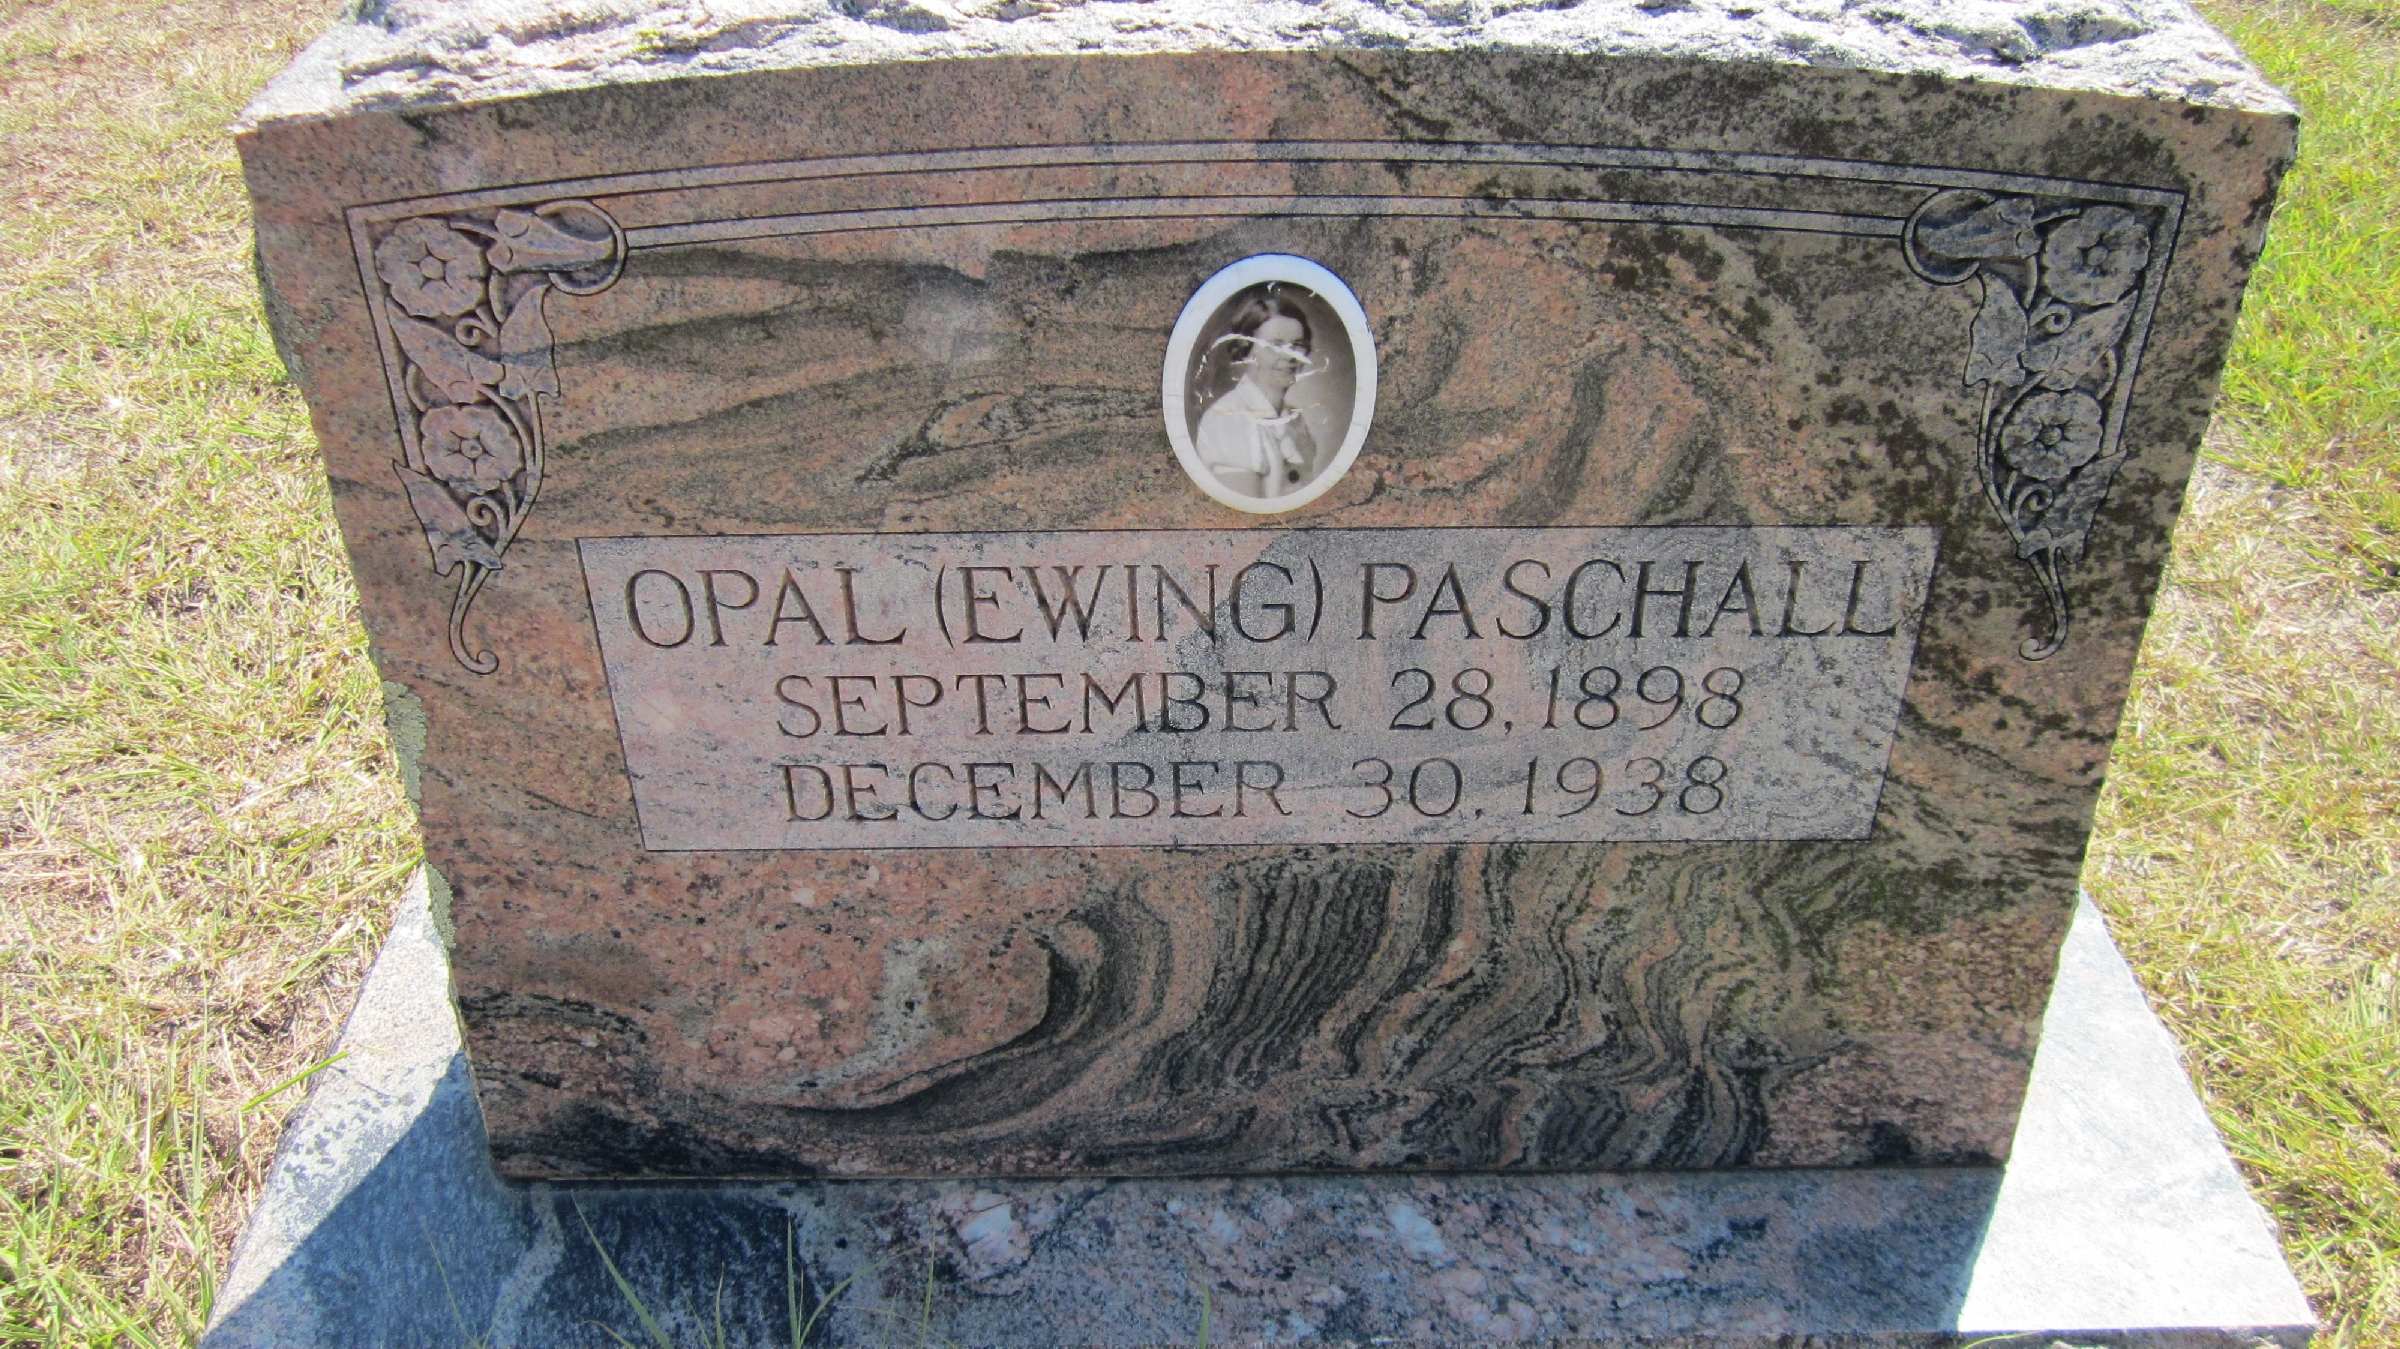 OPAL (EWING) PASCHALL
SEPTEMBER 28, 1898
DECEMBER 30, 1938